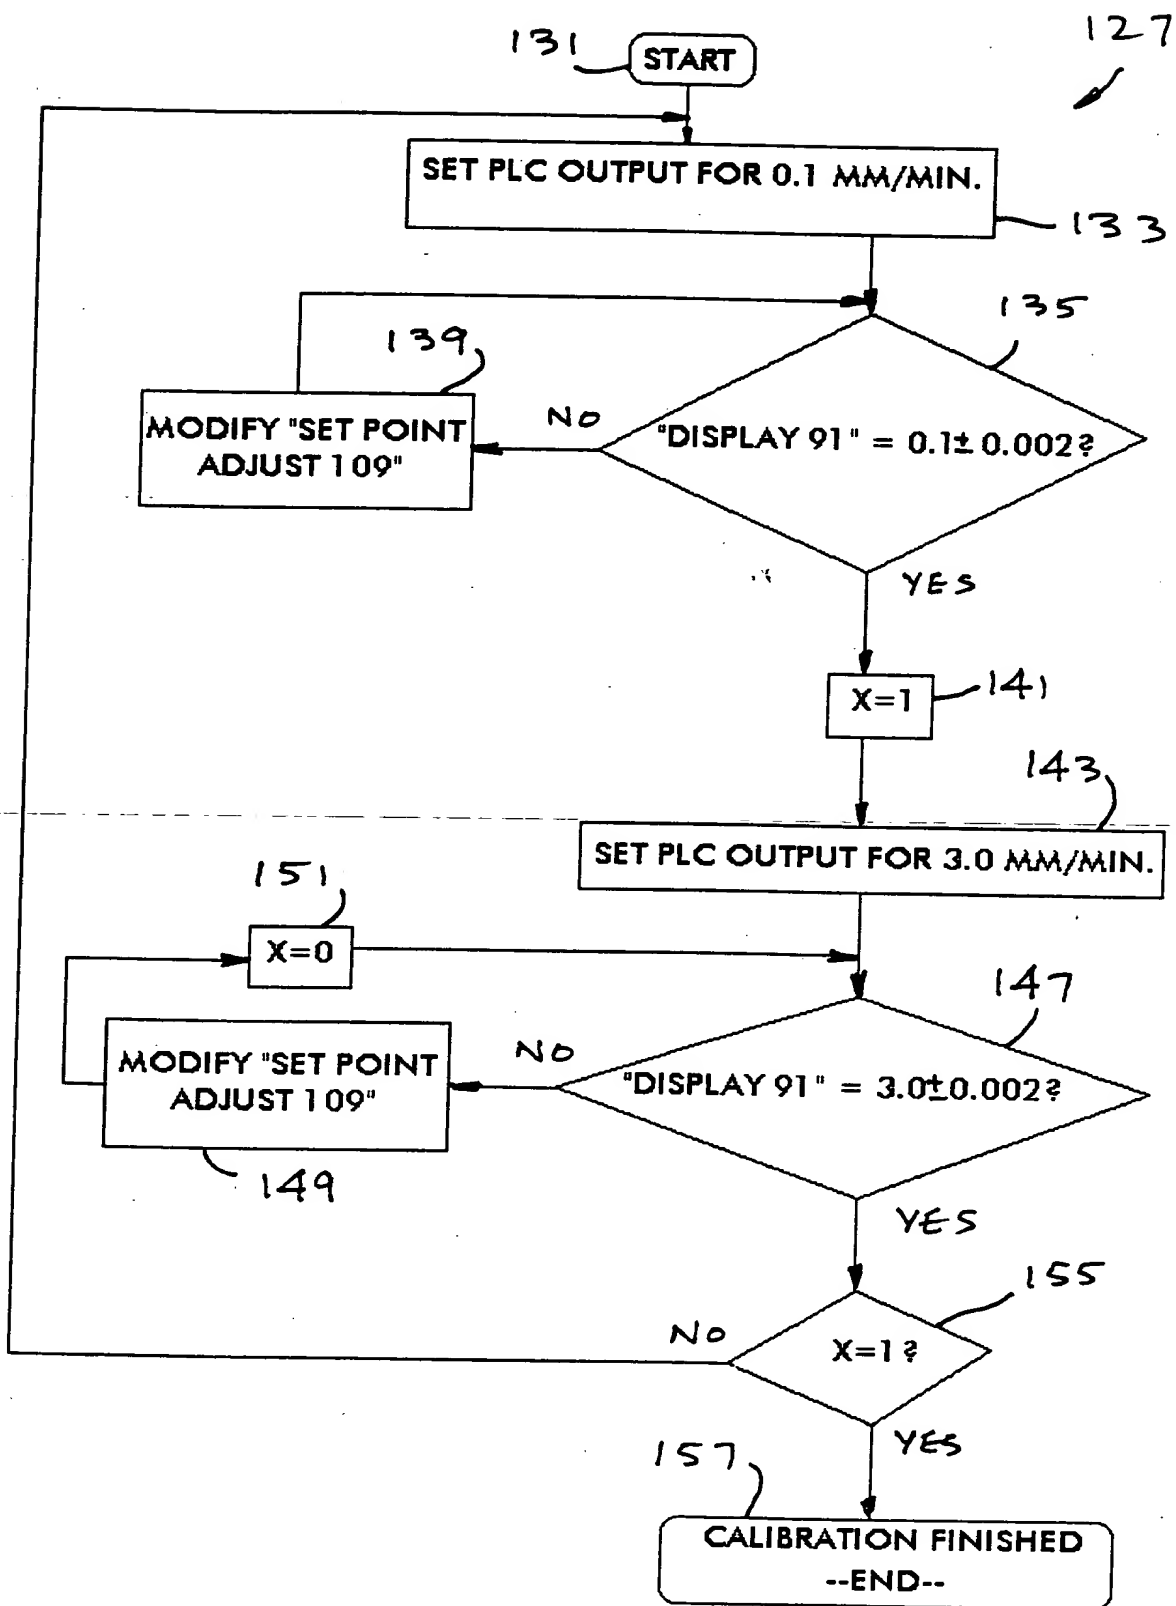 127
131
START
SET PLC OUTPUT FOR 0.1 MM/MIN.
133
135
139
MODIFY "SET POINT
ADJUST 109"
NO
"DISPLAY 91" = 0.1± 0.002?
YES
X=1
141
143
SET PLC OUTPUT FOR 3.0 MM/MIN.
151
X=0
147
MODIFY "SET POINT
ADJUST 109"
NO
"DISPLAY 91" = 3.0±0.002?
149
YES
155
NO
X=1?
YES
157
CALIBRATION FINISHED
--END--